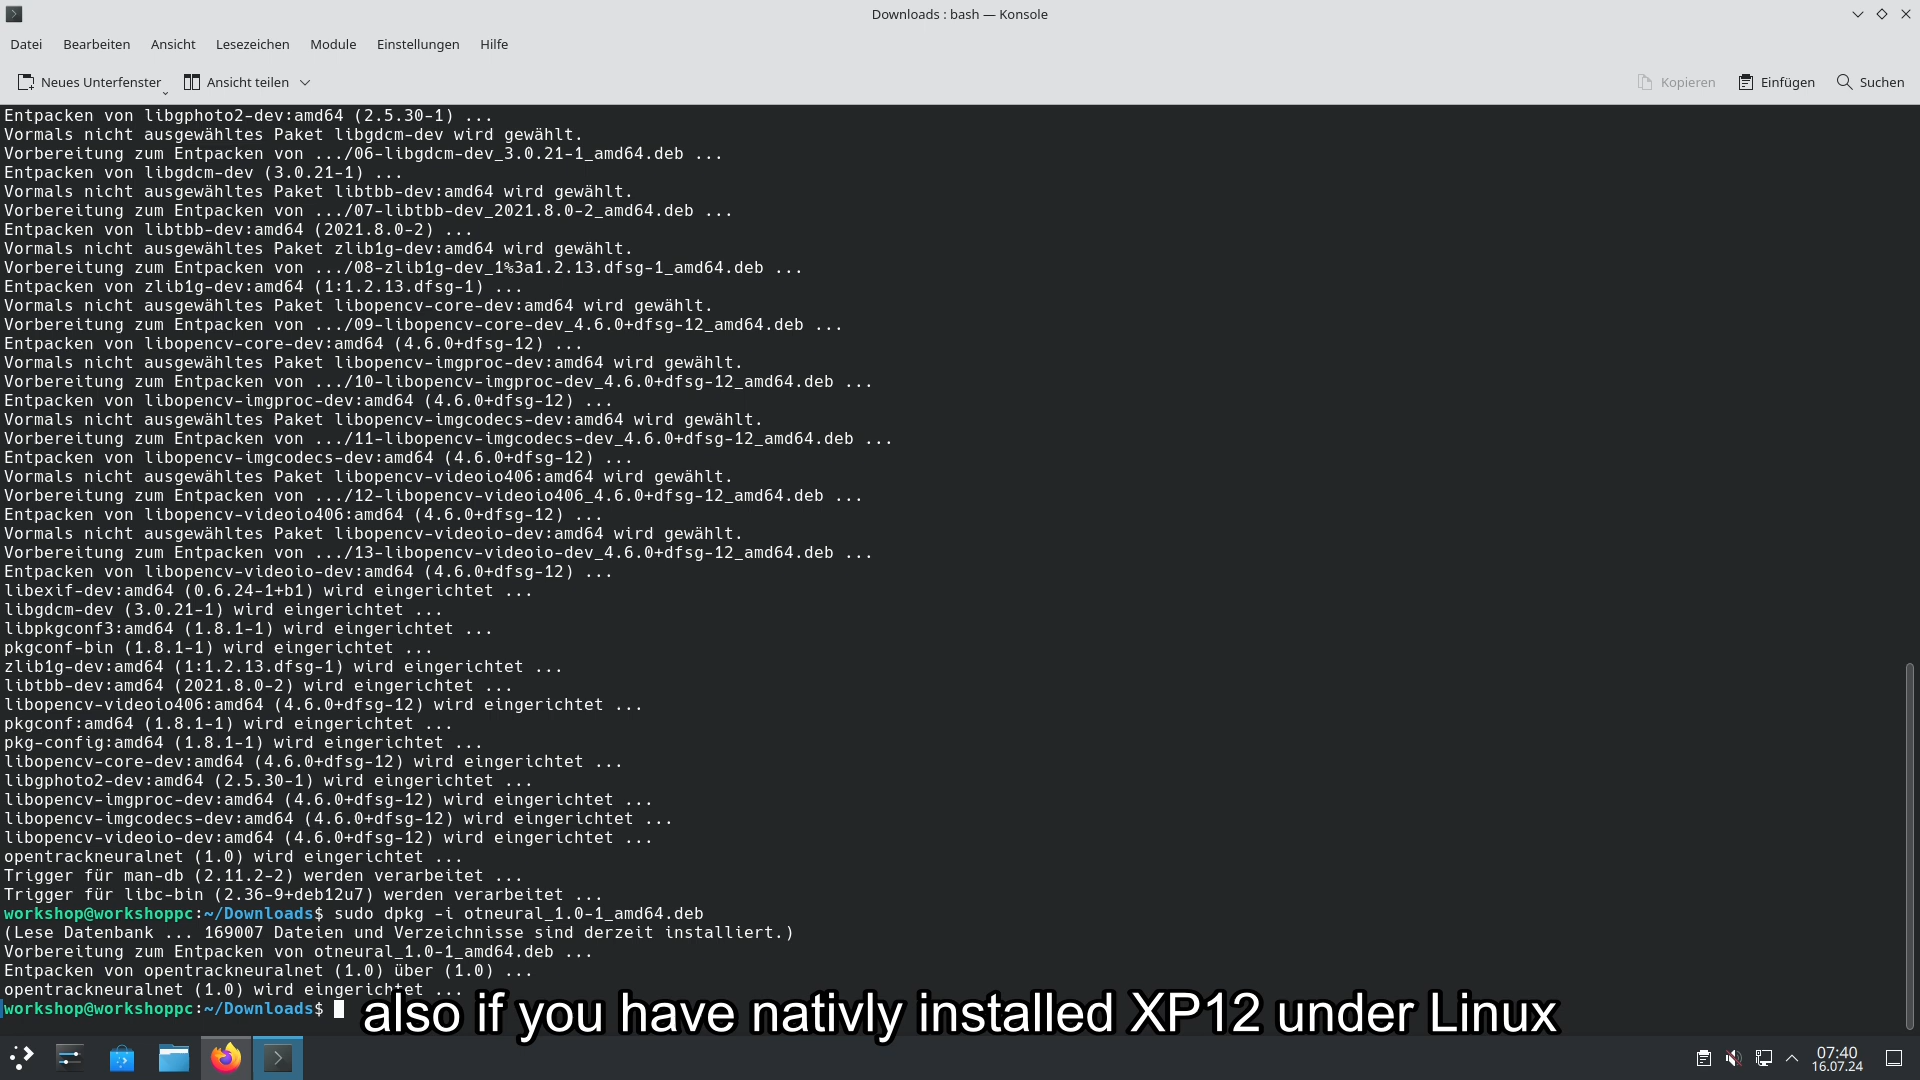 Downloads : bash — Konsole
Datei Bearbeiten Ansicht Lesezeichen Module Einstellungen Hilfe
Neues Unterfenster Ansicht teilen Kopieren Einfügen Suchen
Entpacken von libgphoto2-dev:amd64 (2.5.30-1) ...
Vormals nicht ausgewähltes Paket libgdcm-dev wird gewählt.
Vorbereitung zum Entpacken von .../06-libgdcm-dev_3.0.21-1_amd64.deb ...
Entpacken von libgdcm-dev (3.0.21-1) ...
Vormals nicht ausgewähltes Paket libtbb-dev:amd64 wird gewählt.
Vorbereitung zum Entpacken von .../07-libtbb-dev_2021.8.0-2_amd64.deb ...
Entpacken von libtbb-dev:amd64 (2021.8.0-2) ...
Vormals nicht ausgewähltes Paket zlib1g-dev:amd64 wird gewählt.
Vorbereitung zum Entpacken von .../08-zlib1g-dev_1%3a1.2.13.dfsg-1_amd64.deb ...
Entpacken von zlib1g-dev:amd64 (1:1.2.13.dfsg-1) ...
Vormals nicht ausgewähltes Paket libopencv-core-dev:amd64 wird gewählt.
Vorbereitung zum Entpacken von .../09-libopencv-core-dev_4.6.0+dfsg-12_amd64.deb ...
Entpacken von libopencv-core-dev:amd64 (4.6.0+dfsg-12) ...
Vormals nicht ausgewähltes Paket libopencv-imgproc-dev:amd64 wird gewählt.
Vorbereitung zum Entpacken von .../10-libopencv-imgproc-dev_4.6.0+dfsg-12_amd64.deb ...
Entpacken von libopencv-imgproc-dev:amd64 (4.6.0+dfsg-12) ...
Vormals nicht ausgewähltes Paket libopencv-imgcodecs-dev:amd64 wird gewählt.
Vorbereitung zum Entpacken von .../11-libopencv-imgcodecs-dev_4.6.0+dfsg-12_amd64.deb ...
Entpacken von libopencv-imgcodecs-dev:amd64 (4.6.0+dfsg-12) ...
Vormals nicht ausgewähltes Paket libopencv-videoio406:amd64 wird gewählt.
Vorbereitung zum Entpacken von .../12-libopencv-videoio406_4.6.0+dfsg-12_amd64.deb ...
Entpacken von libopencv-videoio406:amd64 (4.6.0+dfsg-12) ...
Vormals nicht ausgewähltes Paket libopencv-videoio-dev:amd64 wird gewählt.
Vorbereitung zum Entpacken von .../13-libopencv-videoio-dev_4.6.0+dfsg-12_amd64.deb ...
Entpacken von libopencv-videoio-dev:amd64 (4.6.0+dfsg-12) ...
libexif-dev:amd64 (0.6.24-1+b1) wird eingerichtet ...
libgdcm-dev (3.0.21-1) wird eingerichtet ...
libpkgconf3:amd64 (1.8.1-1) wird eingerichtet ...
pkgconf-bin (1.8.1-1) wird eingerichtet ...
zlib1g-dev:amd64 (1:1.2.13.dfsg-1) wird eingerichtet ...
libtbb-dev:amd64 (2021.8.0-2) wird eingerichtet ...
libopencv-videoio406:amd64 (4.6.0+dfsg-12) wird eingerichtet ...
pkgconf:amd64 (1.8.1-1) wird eingerichtet ...
pkg-config:amd64 (1.8.1-1) wird eingerichtet ...
libopencv-core-dev:amd64 (4.6.0+dfsg-12) wird eingerichtet ...
libgphoto2-dev:amd64 (2.5.30-1) wird eingerichtet ...
libopencv-imgproc-dev:amd64 (4.6.0+dfsg-12) wird eingerichtet ...
libopencv-imgcodecs-dev:amd64 (4.6.0+dfsg-12) wird eingerichtet ...
libopencv-videoio-dev:amd64 (4.6.0+dfsg-12) wird eingerichtet ...
opentrackneuralnet (1.0) wird eingerichtet ...
Trigger für man-db (2.11.2-2) werden verarbeitet ...
Trigger für libc-bin (2.36-9+deb12u7) werden verarbeitet ...
workshop@workshoppc:~/Downloads$ sudo dpkg -i otneural_1.0-1_amd64.deb
(Lese Datenbank ... 169007 Dateien und Verzeichnisse sind derzeit installiert.)
Vorbereitung zum Entpacken von otneural_1.0-1_amd64.deb ...
Entpacken von opentrackneuralnet (1.0) über (1.0) ...
opentrackneuralnet (1.0) wird eingerichtet ...
workshop@workshoppc:~/Downloads$
also if you have nativly installed XP12 under Linux
07:40
16.07.24